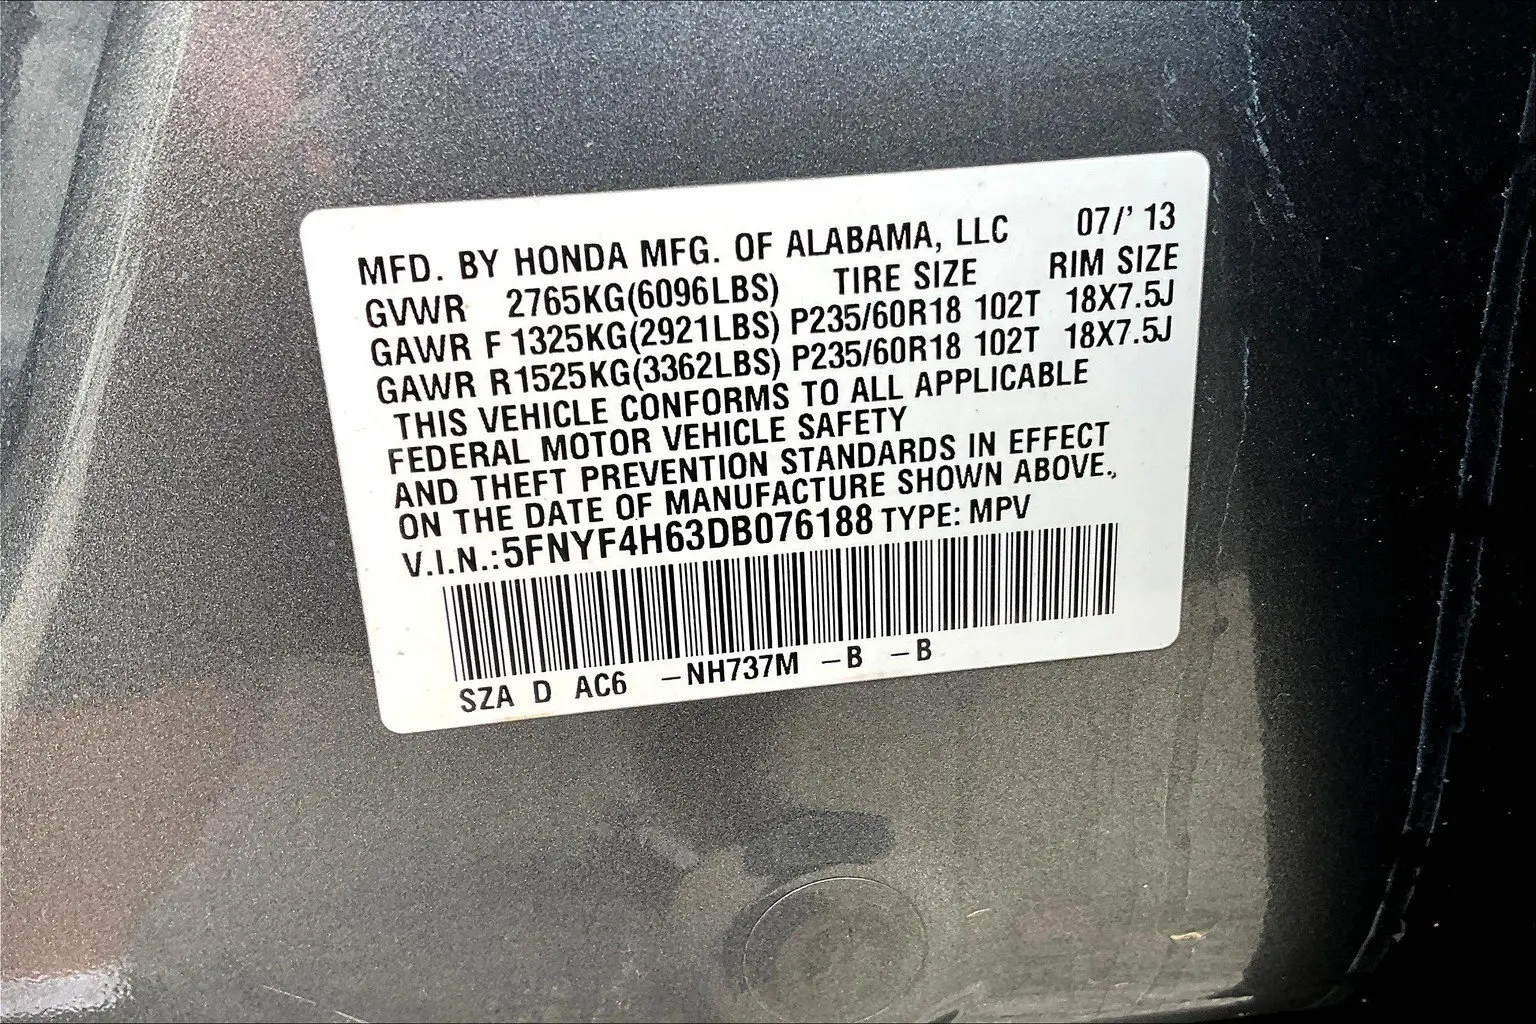 MFD. BY HONDA MFG. OF ALABAMA, LLC 07/' 13
GVWR 2765KG(6096LBS) TIRE SIZE RIM SIZE
GAWR F 1325KG(2921LBS) P235/60R18 102T 18X7.5J
GAWR R1525KG(3362LBS) P235/60R18 102T 18X7.5J
THIS VEHICLE CONFORMS TO ALL APPLICABLE
FEDERAL MOTOR VEHICLE SAFETY
AND THEFT PREVENTION STANDARDS IN EFFECT
ON THE DATE OF MANUFACTURE SHOWN ABOVE.
V.I.N.:5FNYF4H63DB076188 TYPE: MPV
SZA D AC6 –NH737M –B –B